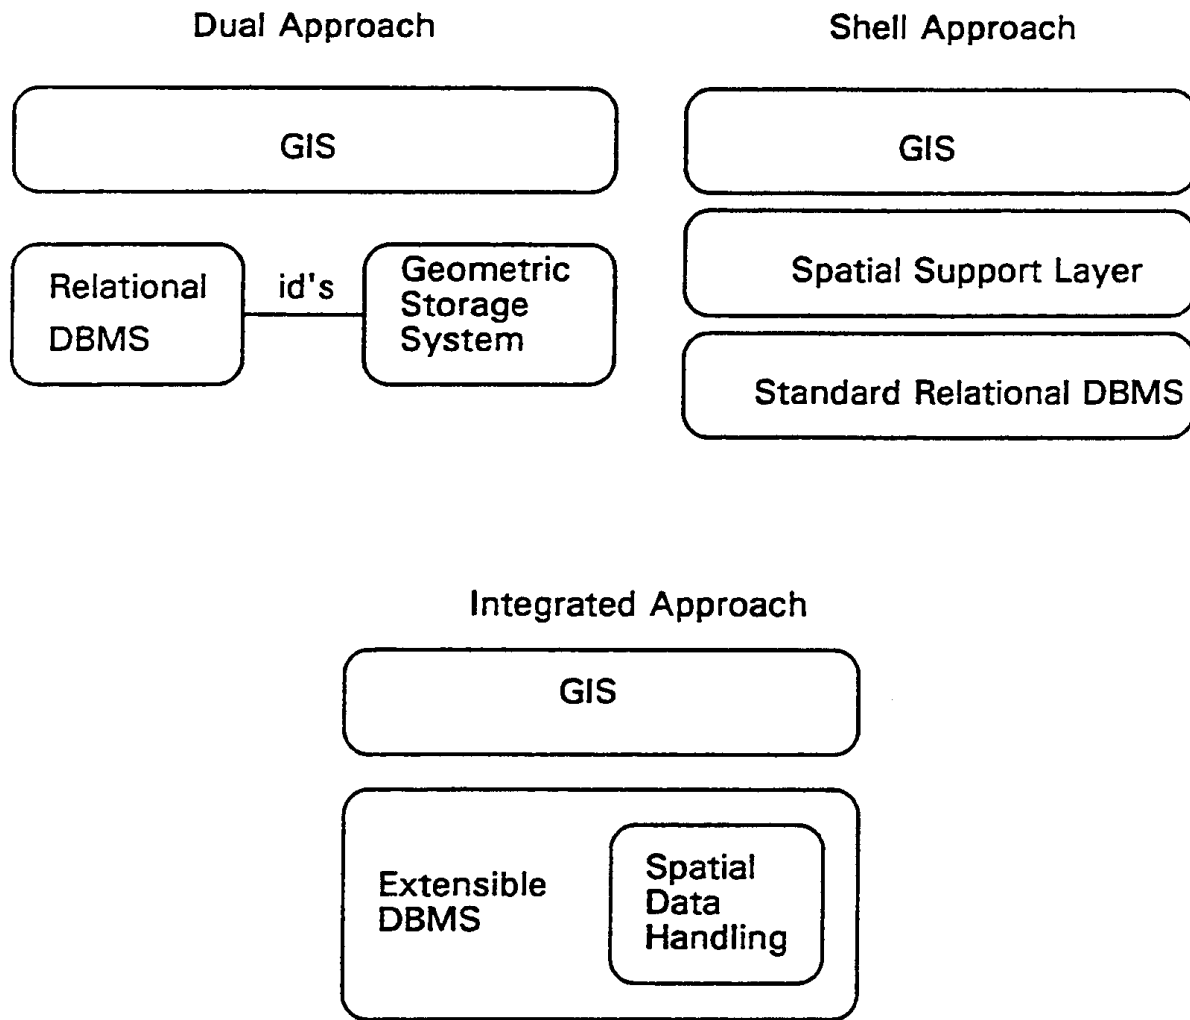 Dual Approach
GIS
Relational
DBMS
id's
Geometric
Storage
System
Shell Approach
GIS
Spatial Support Layer
Standard Relational DBMS
Integrated Approach
GIS
Extensible
DBMS
Spatial
Data
Handling